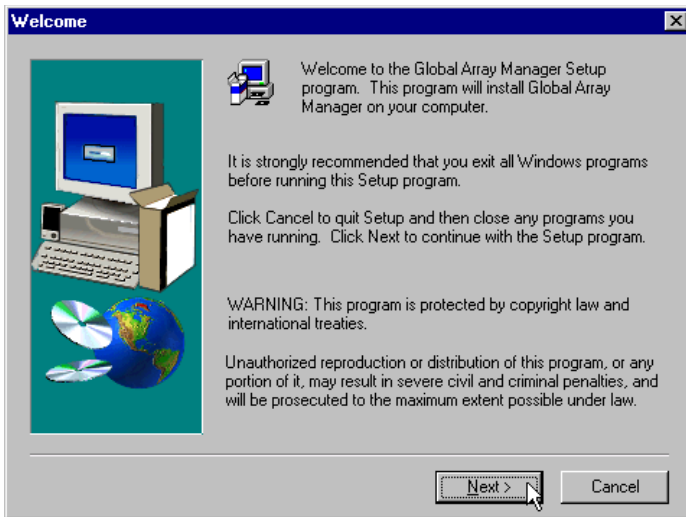 Welcome
Welcome to the Global Array Manager Setup
program. This program will install Global Array
Manager on your computer.
It is strongly recommended that you exit all Windows programs
before running this Setup program.
Click Cancel to quit Setup and then close any programs you
have running. Click Next to continue with the Setup program.
WARNING: This program is protected by copyright law and
international treaties.
Unauthorized reproduction or distribution of this program, or any
portion of it, may result in severe civil and criminal penalties, and
will be prosecuted to the maximum extent possible under law.
Next >
Cancel